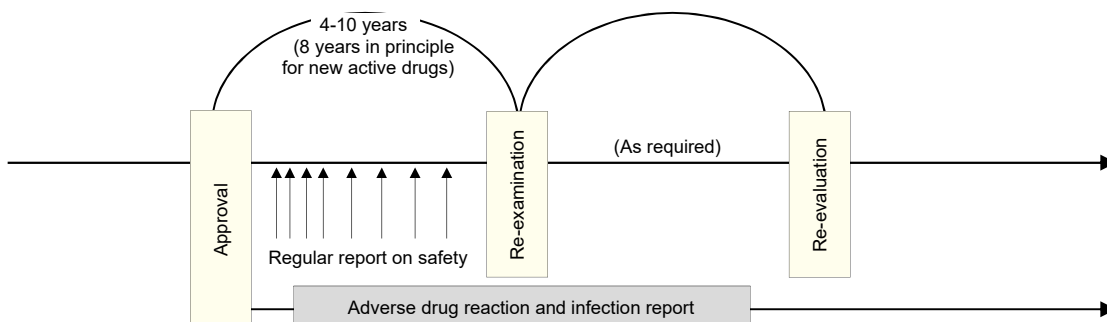 4-10 years
(8 years in principle
for new active drugs)
(As required)
Approval
Re-examination
Re-evaluation
Regular report on safety
Adverse drug reaction and infection report